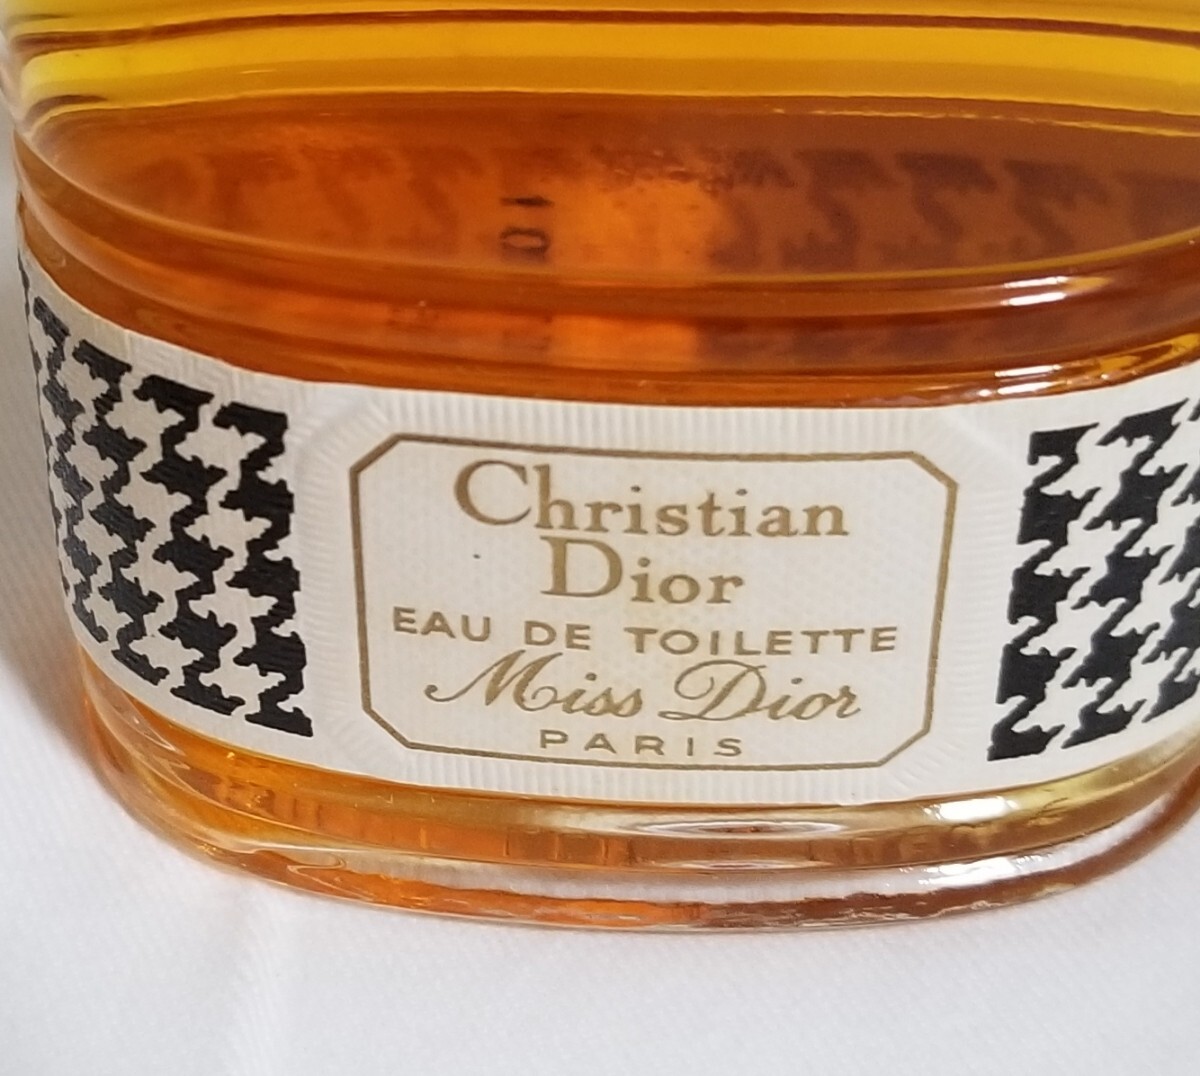 Christian
Dior
EAU DE TOILETTE
Miss Dior
PARIS